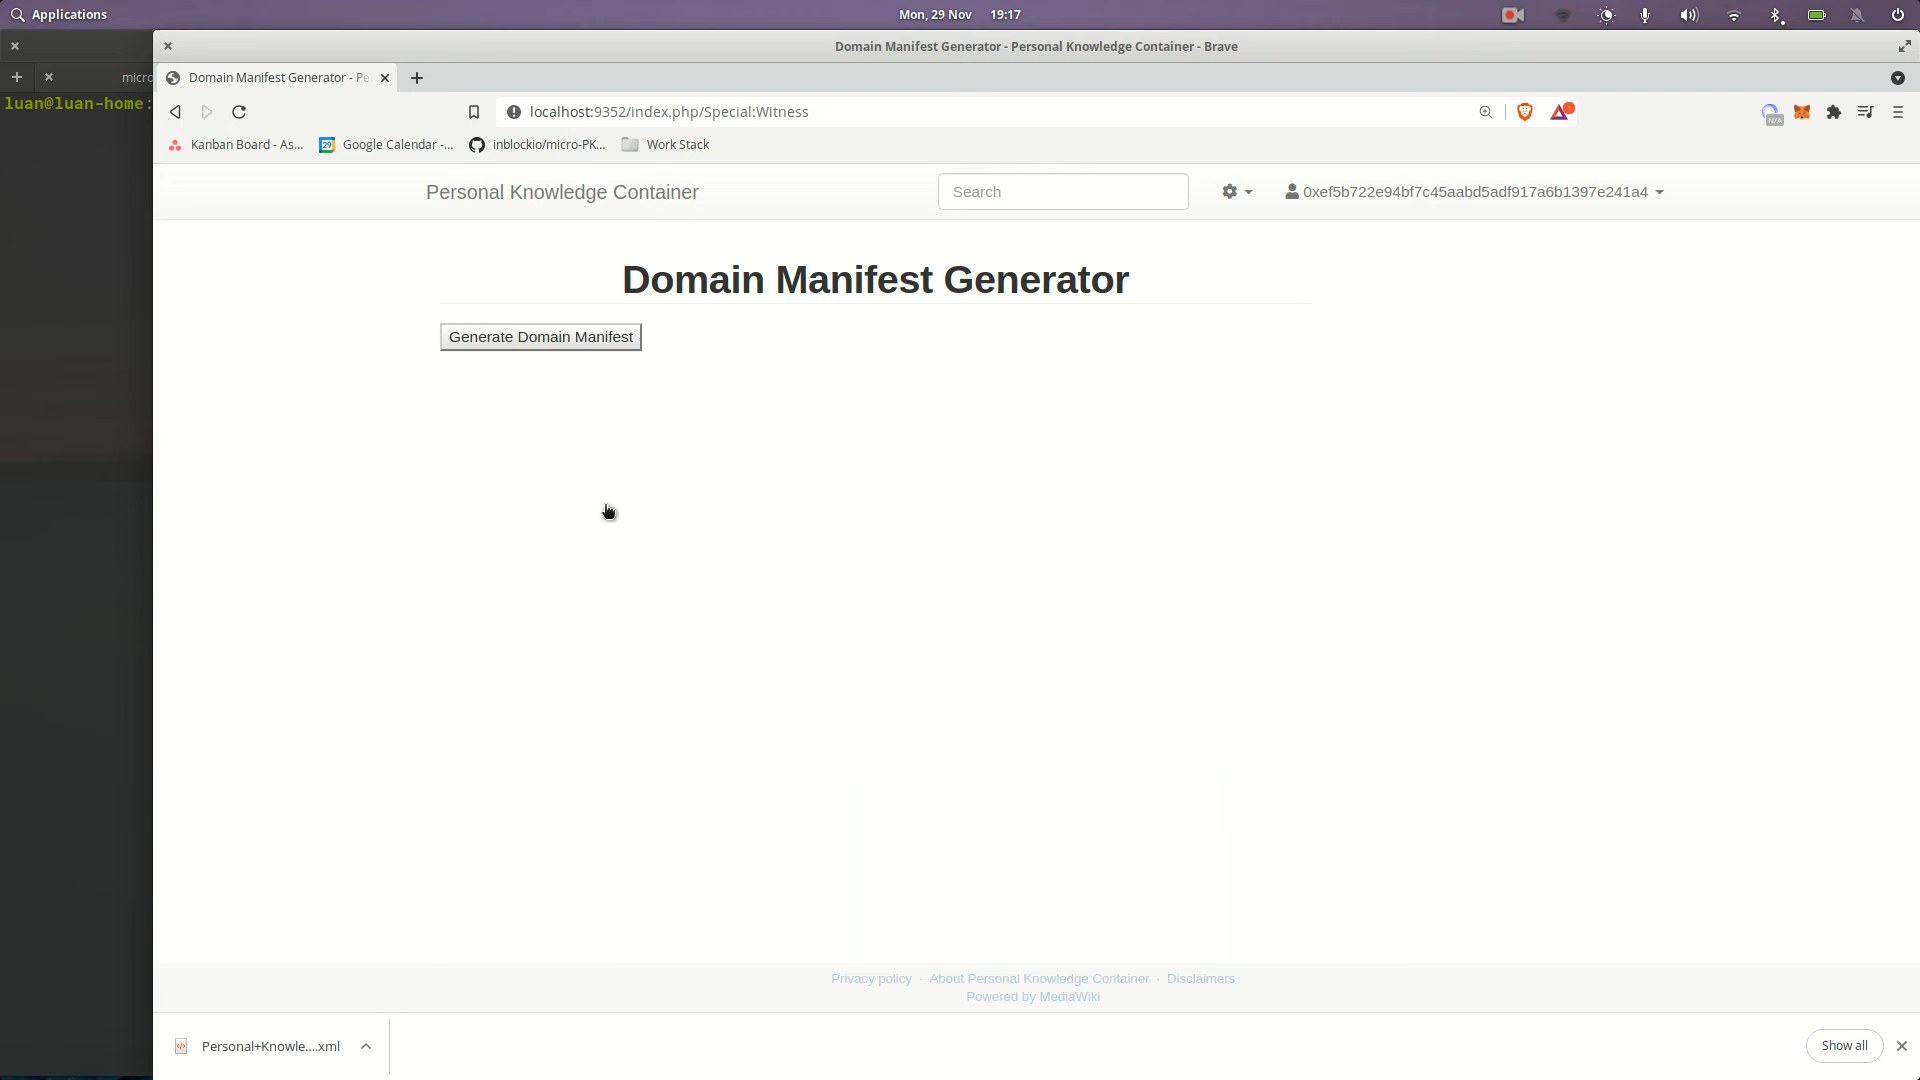 Applications
Mon, 29 Nov 19:17
Domain Manifest Generator - Personal Knowledge Container - Brave
micro
Domain Manifest Generator - Pe
luan@luan-home:
localhost:9352/index.php/Special:Witness
N/A
Kanban Board - As...
29
Google Calendar -...
inblockio/micro-PK...
Work Stack
Personal Knowledge Container
Search
0xef5b722e94bf7c45aabd5adf917a6b1397e241a4
Domain Manifest Generator
Generate Domain Manifest
Privacy policy · About Personal Knowledge Container · Disclaimers
Powered by MediaWiki
Personal+Knowle....xml
Show all